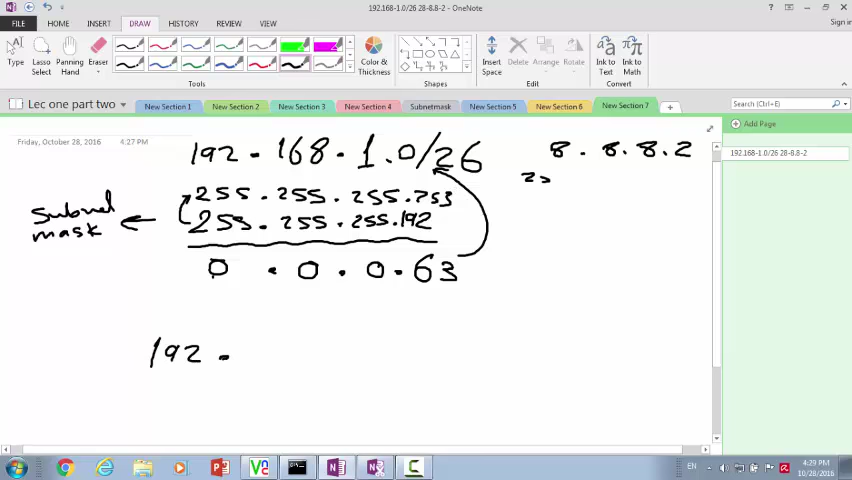 192.168-1.0/26 28-8.8-2 - OneNote
FILE HOME INSERT DRAW HISTORY REVIEW VIEW
Sign in
Type Lasso Select Panning Hand Eraser
Color & Thickness
Insert Space Delete Arrange Rotate
Ink to Text Ink to Math
Tools Shapes Edit Convert
Lec one part two New Section 1 New Section 2 New Section 3 New Section 4 Subnetmask New Section 5 New Section 6 New Section 7
Search (Ctrl+E)
Add Page
Friday, October 28, 2016 4:27 PM
192.168-1.0/26 28-8.8-2
192 . 168 . 1 . 0/26
8 . 8 . 8 . 2
255 . 255 . 255 . 253
Subnet mask
255 . 255 . 255 . 192
0 . 0 . 0 . 63
192 .
EN
4:29 PM
10/28/2016